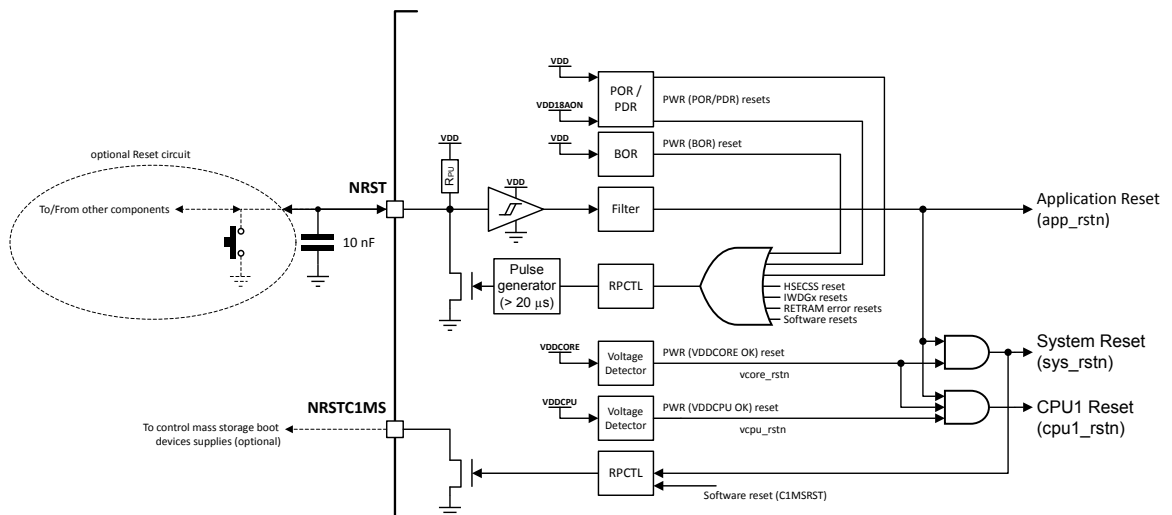 VDD
POR /
PDR
PWR (POR/PDR) resets
VDD18AON
VDD
BOR
PWR (BOR) reset
optional Reset circuit
VDD
RPU
NRST
VDD
To/From other components
10 nF
Filter
Application Reset
(app_rstn)
Pulse
generator
(> 20 μs)
RPCTL
HSECSS reset
IWDGx resets
RETRAM error resets
Software resets
VDDCORE
Voltage
Detector
PWR (VDDCORE OK) reset
vcore_rstn
System Reset
(sys_rstn)
NRSTC1MS
VDDCPU
Voltage
Detector
PWR (VDDCPU OK) reset
vcpu_rstn
CPU1 Reset
(cpu1_rstn)
To control mass storage boot
devices supplies (optional)
RPCTL
Software reset (C1MSRST)